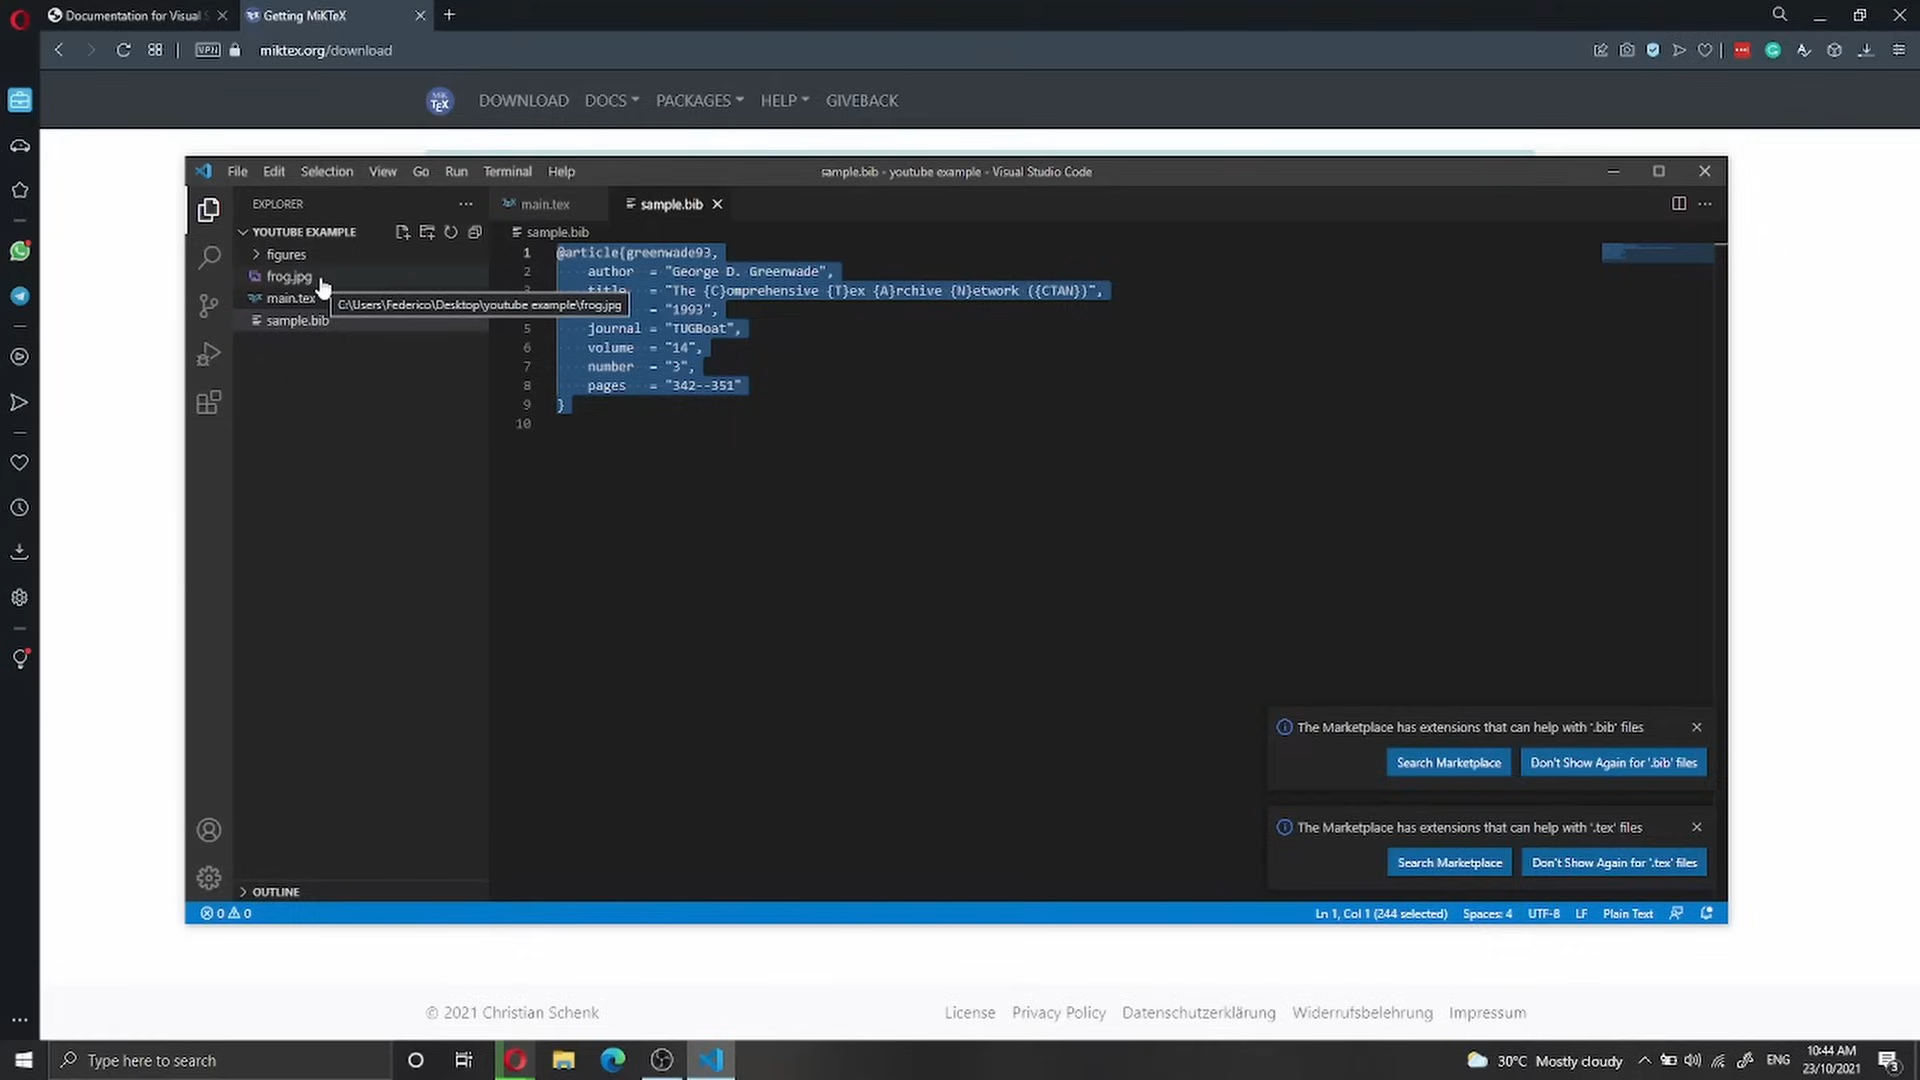 Documentation for Visual S
Getting MiKTeX
VPN
miktex.org/download
MiK
TEX
DOWNLOAD
DOCS
PACKAGES
HELP
GIVEBACK
File Edit Selection View Go Run Terminal Help
sample.bib - youtube example - Visual Studio Code
EXPLORER
main.tex
sample.bib
YOUTUBE EXAMPLE
sample.bib
figures
frog.jpg
main.tex
sample.bib
C:\Users\Federico\Desktop\youtube example\frog.jpg
1 @article{greenwade93,
2 author = "George D. Greenwade",
title = "The {C}omprehensive {T}ex {A}rchive {N}etwork ({CTAN})",
= "1993",
5 journal = "TUGBoat",
6 volume = "14",
7 number = "3",
8 pages = "342--351"
9 }
10
The Marketplace has extensions that can help with '.bib' files
Search Marketplace
Don't Show Again for '.bib' files
The Marketplace has extensions that can help with '.tex' files
Search Marketplace
Don't Show Again for '.tex' files
OUTLINE
0 0
Ln 1, Col 1 (244 selected)
Spaces: 4
UTF-8
LF
Plain Text
© 2021 Christian Schenk
License
Privacy Policy
Datenschutzerklärung
Widerrufsbelehrung
Impressum
Type here to search
30°C Mostly cloudy
ENG
10:44 AM
23/10/2021
3